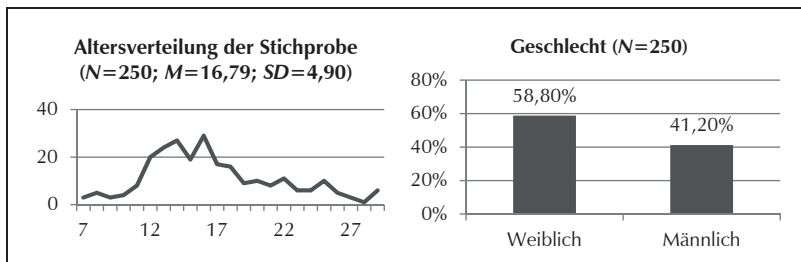 Altersverteilung der Stichprobe
(N=250; M=16,79; SD=4,90)
40
20
0
7 12 17 22 27
Geschlecht (N=250)
80%
60%
40%
20%
0%
58,80%
41,20%
Weiblich Männlich